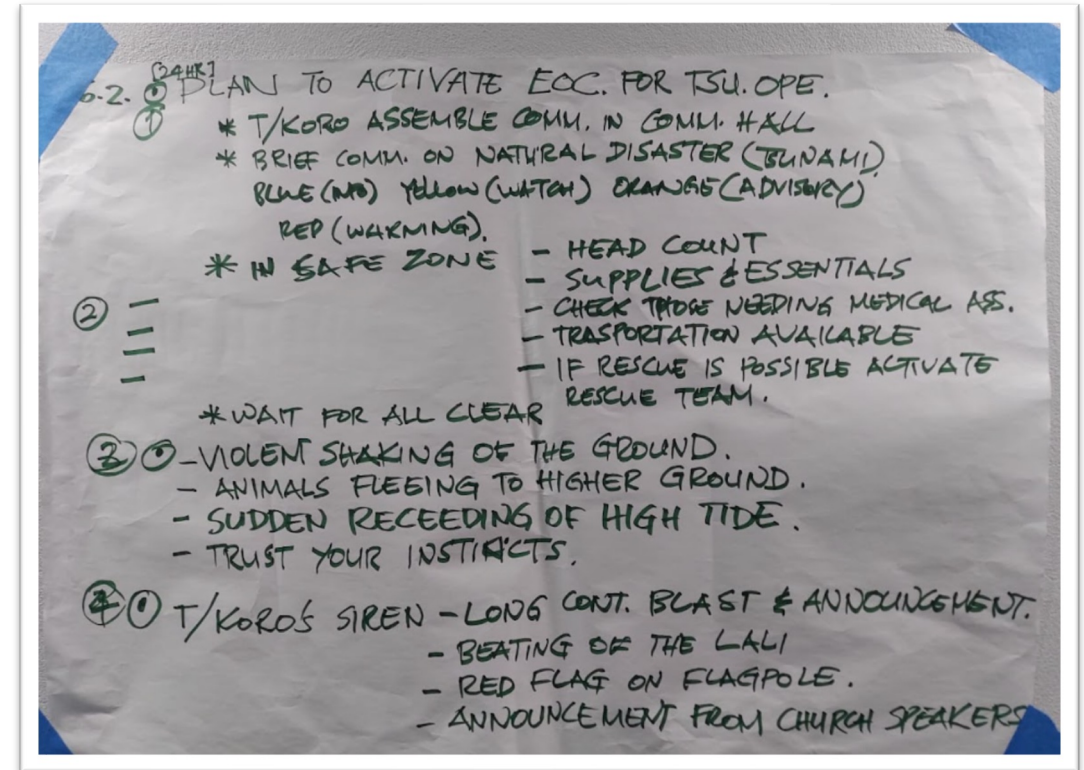 [24HR]
5.2. PLAN TO ACTIVATE EOC. FOR TSU. OPE.
① * T/KORO ASSEMBLE COMM. IN COMM. HALL
* BRIEF COMM. ON NATURAL DISASTER (TSUNAMI)
BLUE (INFO) YELLOW (WATCH) ORANGE (ADVISORY)
RED (WARNING).
* IN SAFE ZONE - HEAD COUNT
- SUPPLIES & ESSENTIALS
② - - CHECK THOSE NEEDING MEDICAL ASS.
- - TRASPORTATION AVAILABLE
- - IF RESCUE IS POSSIBLE ACTIVATE
- RESCUE TEAM.
* WAIT FOR ALL CLEAR
③ - VIOLENT SHAKING OF THE GROUND.
- ANIMALS FLEEING TO HIGHER GROUND.
- SUDDEN RECEEDING OF HIGH TIDE.
- TRUST YOUR INSTINCTS.
④ T/KORO'S SIREN - LONG CONT. BLAST & ANNOUNCEMENT.
- BEATING OF THE LALI
- RED FLAG ON FLAGPOLE.
- ANNOUNCEMENT FROM CHURCH SPEAKERS